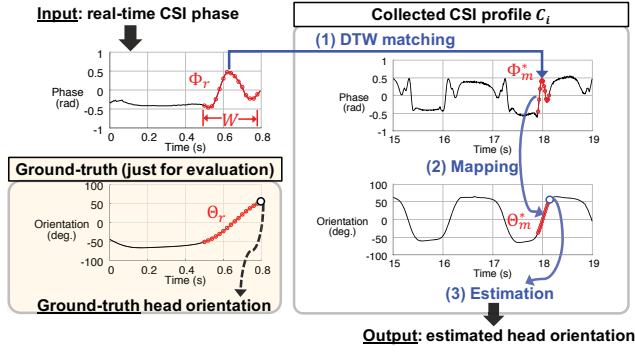 Input: real-time CSI phase
Collected CSI profile C_i
(1) DTW matching
1
0.5
0
-0.5
-1
Phase
(rad)
Φ_r
W
0
0.2
0.4
0.6
0.8
Time (s)
1
0.5
0
-0.5
-1
Phase
(rad)
Φ*_m
15
16
17
18
19
Time (s)
(2) Mapping
Ground-truth (just for evaluation)
100
50
0
-50
-100
Orientation
(deg.)
Θ_r
0
0.2
0.4
0.6
0.8
Time (s)
Ground-truth head orientation
100
50
0
-50
-100
Orientation
(deg.)
Θ*_m
15
16
17
18
19
Time (s)
(3) Estimation
Output: estimated head orientation